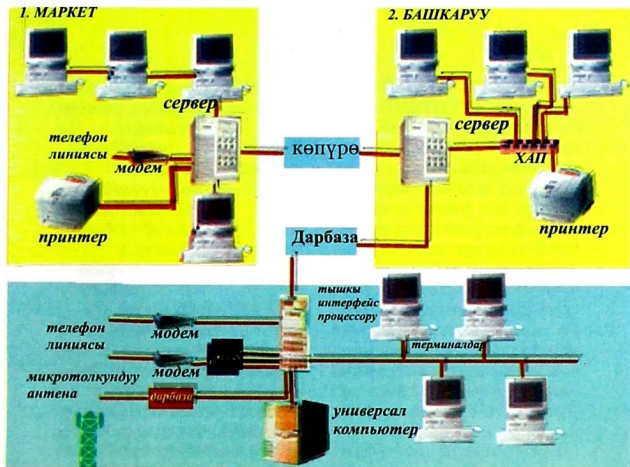 1. МАРКЕТ
сервер
телефон
линиясы
модем
принтер
көпүрө
Дарбаза
2. БАШКАРУУ
сервер
ХАП
принтер
тышкы
интерфейс
процессору
терминалдар
телефон
линиясы
модем
модем
микротолкундуу
антена
дарбаза
универсал
компьютер